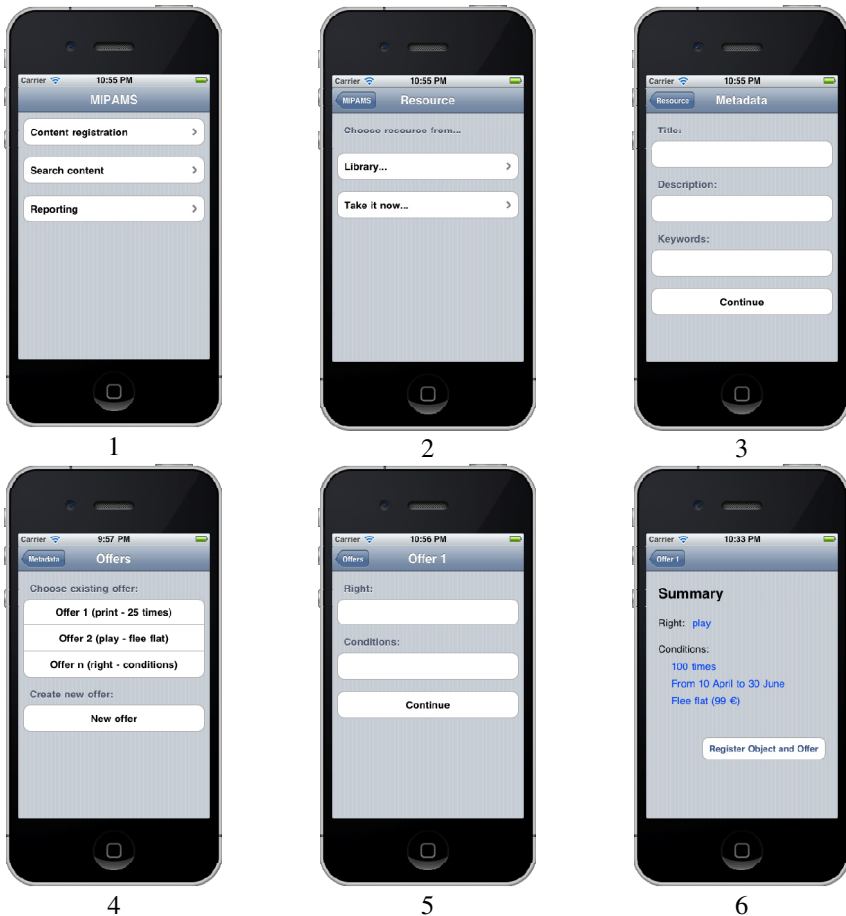 Carrier 10:55 PM
MIPAMS
Content registration
Search content
Reporting
1
Carrier 10:55 PM
MIPAMS Resource
Choose recourse from...
Library...
Take it now...
2
Carrier 10:55 PM
Resource Metadata
Title:
Description:
Keywords:
Continue
3
Carrier 9:57 PM
Metadata Offers
Choose existing offer:
Offer 1 (print - 25 times)
Offer 2 (play - flee flat)
Offer n (right - conditions)
Create new offer:
New offer
4
Carrier 10:56 PM
Offers Offer 1
Right:
Conditions:
Continue
5
Carrier 10:33 PM
Offer 1
Summary
Right: play
Conditions:
100 times
From 10 April to 30 June
Flee flat (99 €)
Register Object and Offer
6